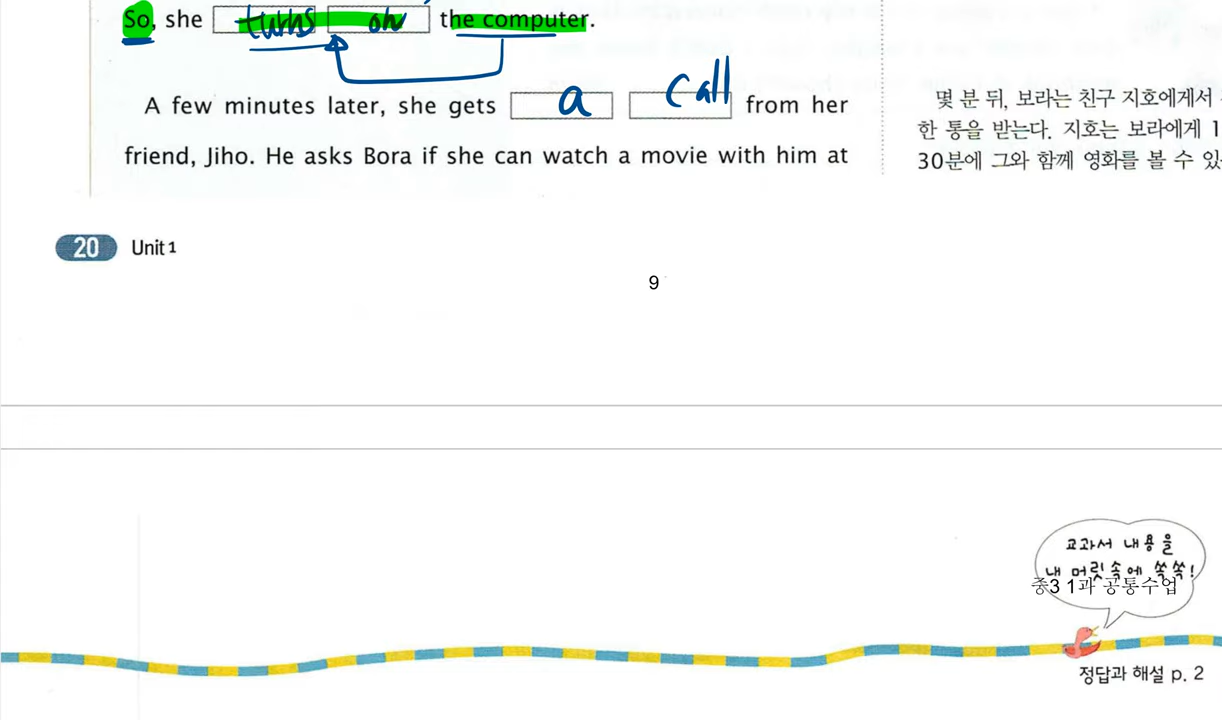 So, she turns on the computer.
A few minutes later, she gets a call from her
friend, Jiho. He asks Bora if she can watch a movie with him at
몇 분 뒤, 보라는 친구 지호에게서
한 통을 받는다. 지호는 보라에게 1
30분에 그와 함께 영화를 볼 수 있
20 Unit 1
9
교과서 내용을
내 머릿속에 쏙쏙!
중3 1과 공통수업
정답과 해설 p. 2